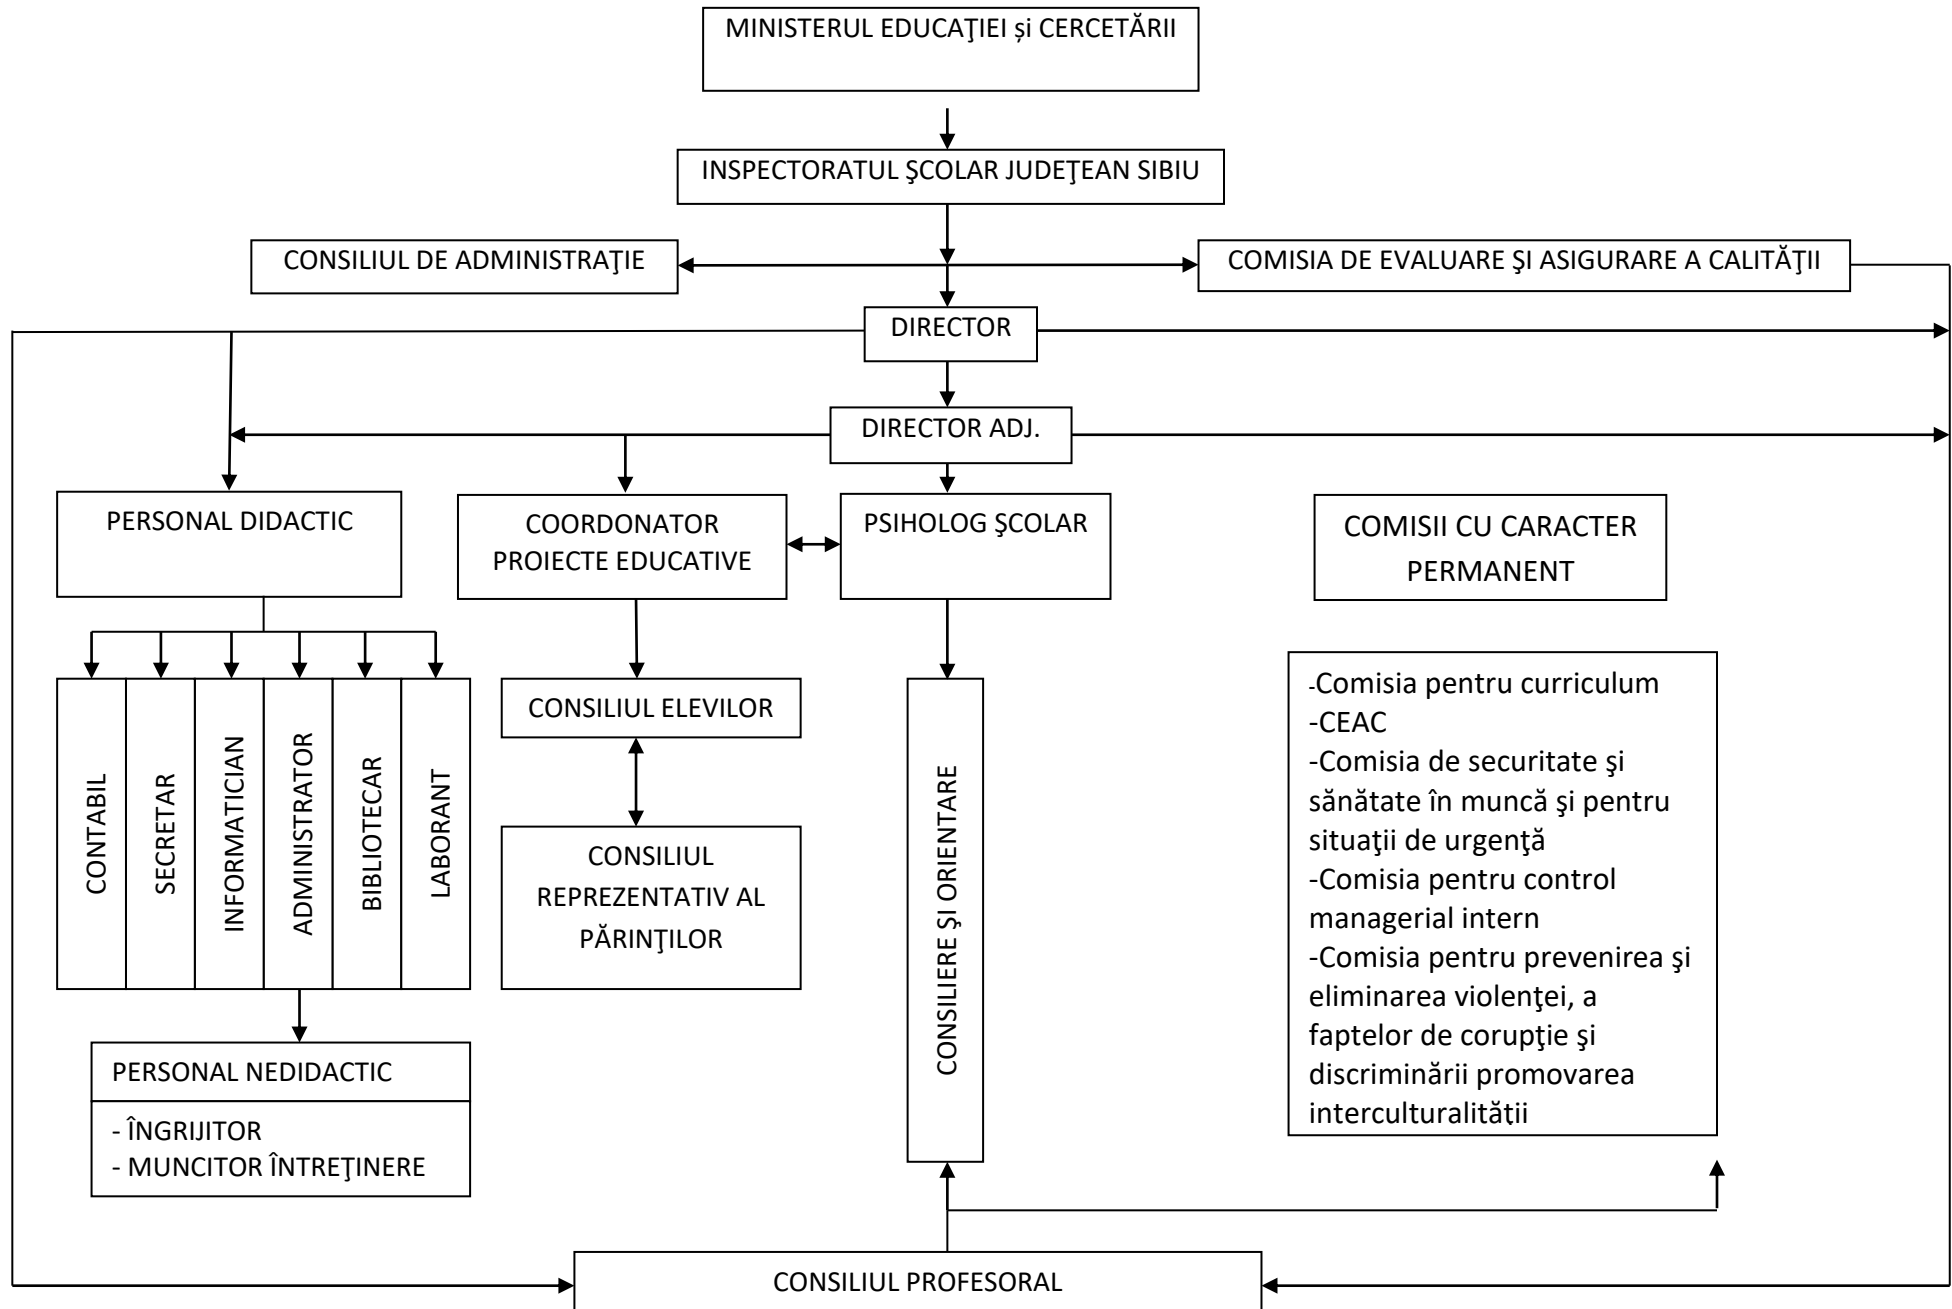 MINISTERUL EDUCAŢIEI și CERCETĂRII
INSPECTORATUL ŞCOLAR JUDEŢEAN SIBIU
CONSILIUL DE ADMINISTRAŢIE
COMISIA DE EVALUARE ŞI ASIGURARE A CALITĂŢII
DIRECTOR
DIRECTOR ADJ.
PERSONAL DIDACTIC
COORDONATOR
PROIECTE EDUCATIVE
PSIHOLOG ŞCOLAR
COMISII CU CARACTER
PERMANENT
CONTABIL
SECRETAR
INFORMATICIAN
ADMINISTRATOR
BIBLIOTECAR
LABORANT
CONSILIUL ELEVILOR
CONSILIUL
REPREZENTATIV AL
PĂRINŢILOR
CONSILIERE ŞI ORIENTARE
-Comisia pentru curriculum
-CEAC
-Comisia de securitate şi
sănătate în muncă şi pentru
situaţii de urgenţă
-Comisia pentru control
managerial intern
-Comisia pentru prevenirea şi
eliminarea violenţei, a
faptelor de corupţie şi
discriminării promovarea
interculturalităţii
PERSONAL NEDIDACTIC
- ÎNGRIJITOR
- MUNCITOR ÎNTREŢINERE
CONSILIUL PROFESORAL